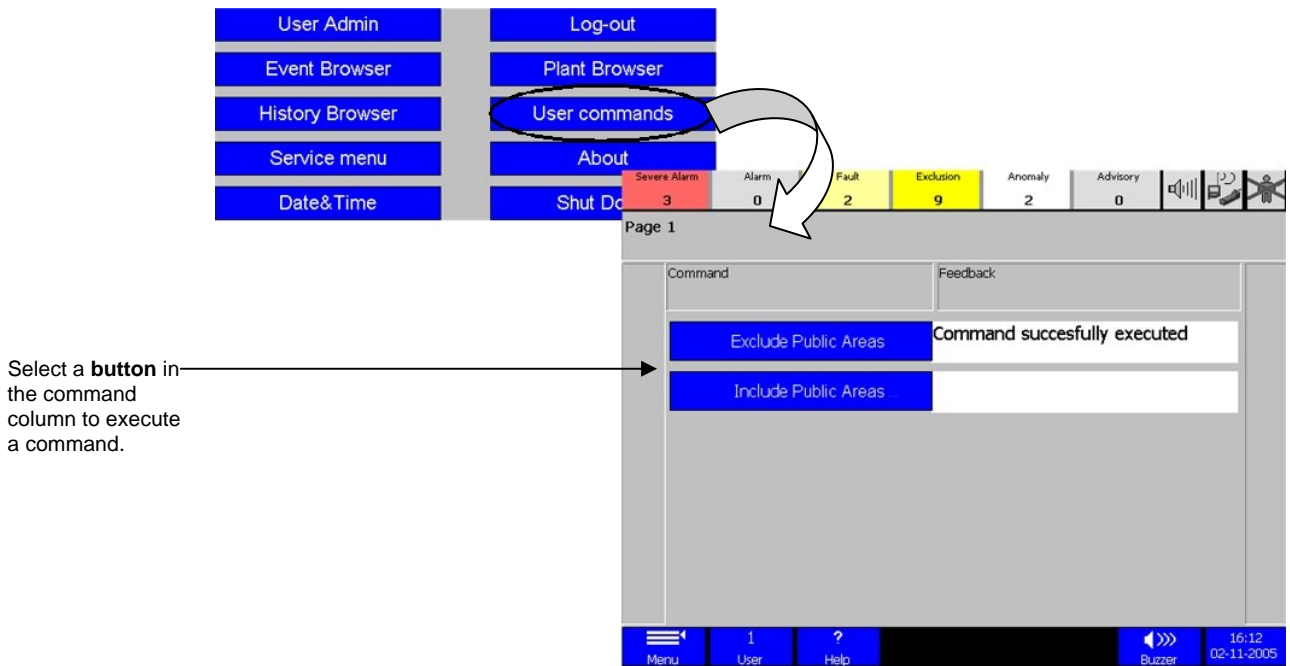 User Admin
Log-out
Event Browser
Plant Browser
History Browser
User commands
Service menu
About
Date&Time
Shut Do
Severe Alarm
3
Alarm
0
Fault
2
Exclusion
9
Anomaly
2
Advisory
0
Page 1
Command
Feedback
Exclude Public Areas
Command succesfully executed
Include Public Areas ..
Select a button in
the command
column to execute
a command.
Menu
1
User
?
Help
Buzzer
16:12
02-11-2005